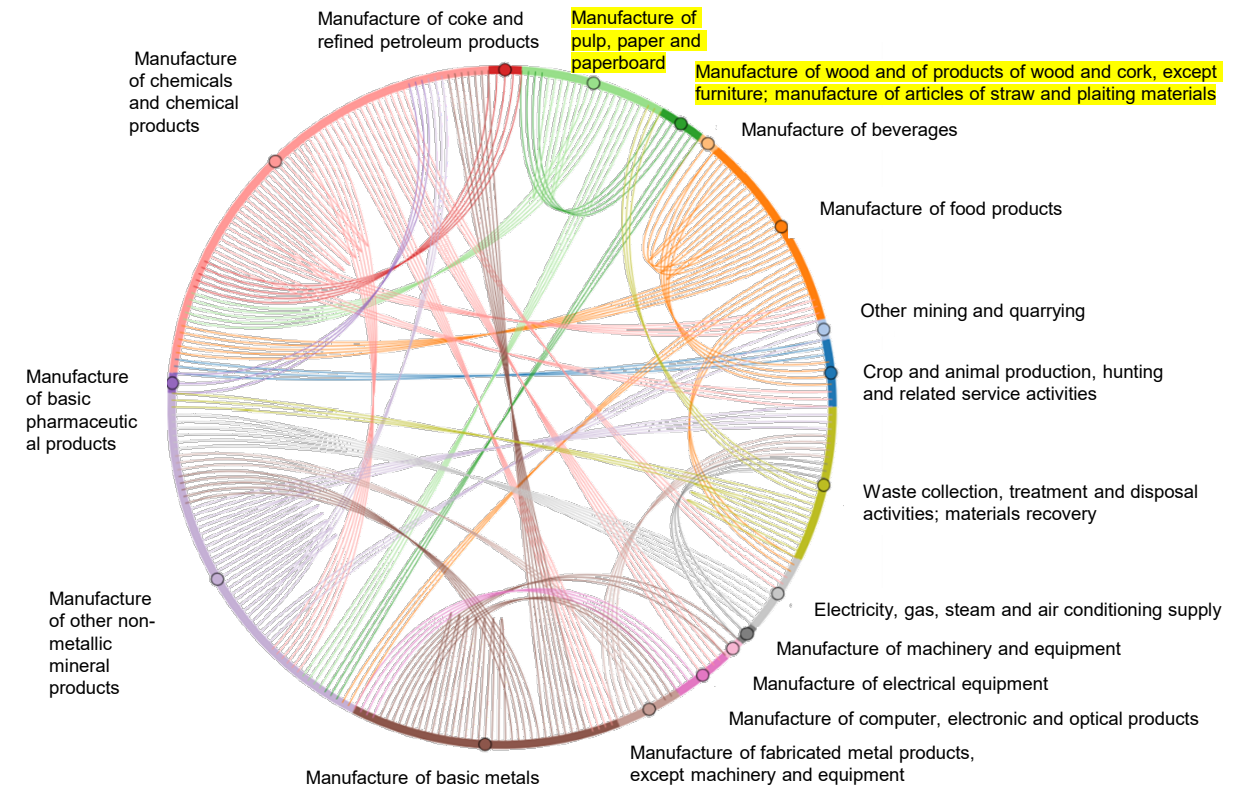 Manufacture of coke and
refined petroleum products
Manufacture of
pulp, paper and
paperboard
Manufacture
of chemicals
and chemical
products
Manufacture of wood and of products of wood and cork, except
furniture; manufacture of articles of straw and plaiting materials
Manufacture of beverages
Manufacture of food products
Other mining and quarrying
Crop and animal production, hunting
and related service activities
Manufacture
of basic
pharmaceutic
al products
Waste collection, treatment and disposal
activities; materials recovery
Manufacture
of other non-
metallic
mineral
products
Electricity, gas, steam and air conditioning supply
Manufacture of machinery and equipment
Manufacture of electrical equipment
Manufacture of computer, electronic and optical products
Manufacture of fabricated metal products,
except machinery and equipment
Manufacture of basic metals